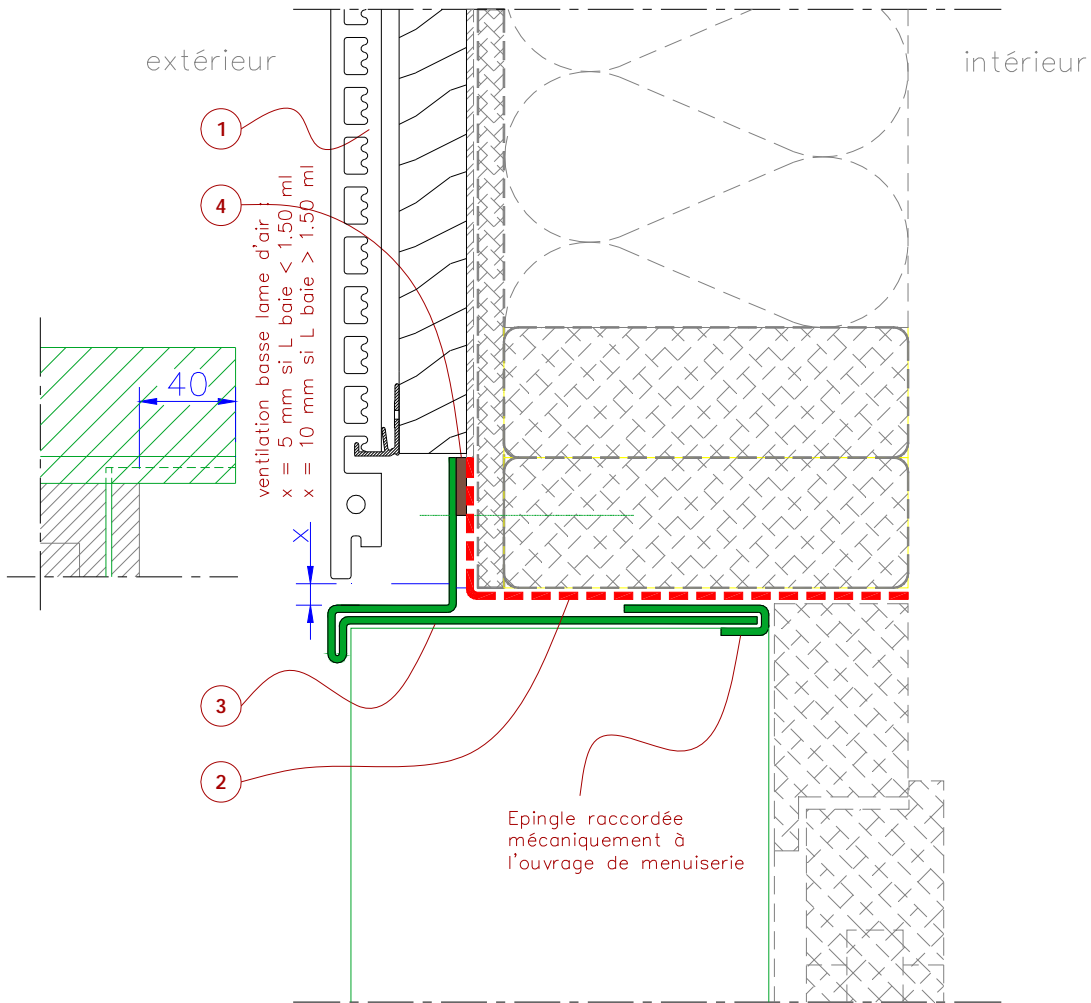 extérieur
intérieur
1
4
ventilation basse lame d'air :
x = 5 mm si L baie < 1.50 ml
x = 10 mm si L baie > 1.50 ml
40
X
3
2
Epingle raccordée
mécaniquement à
l'ouvrage de menuiserie